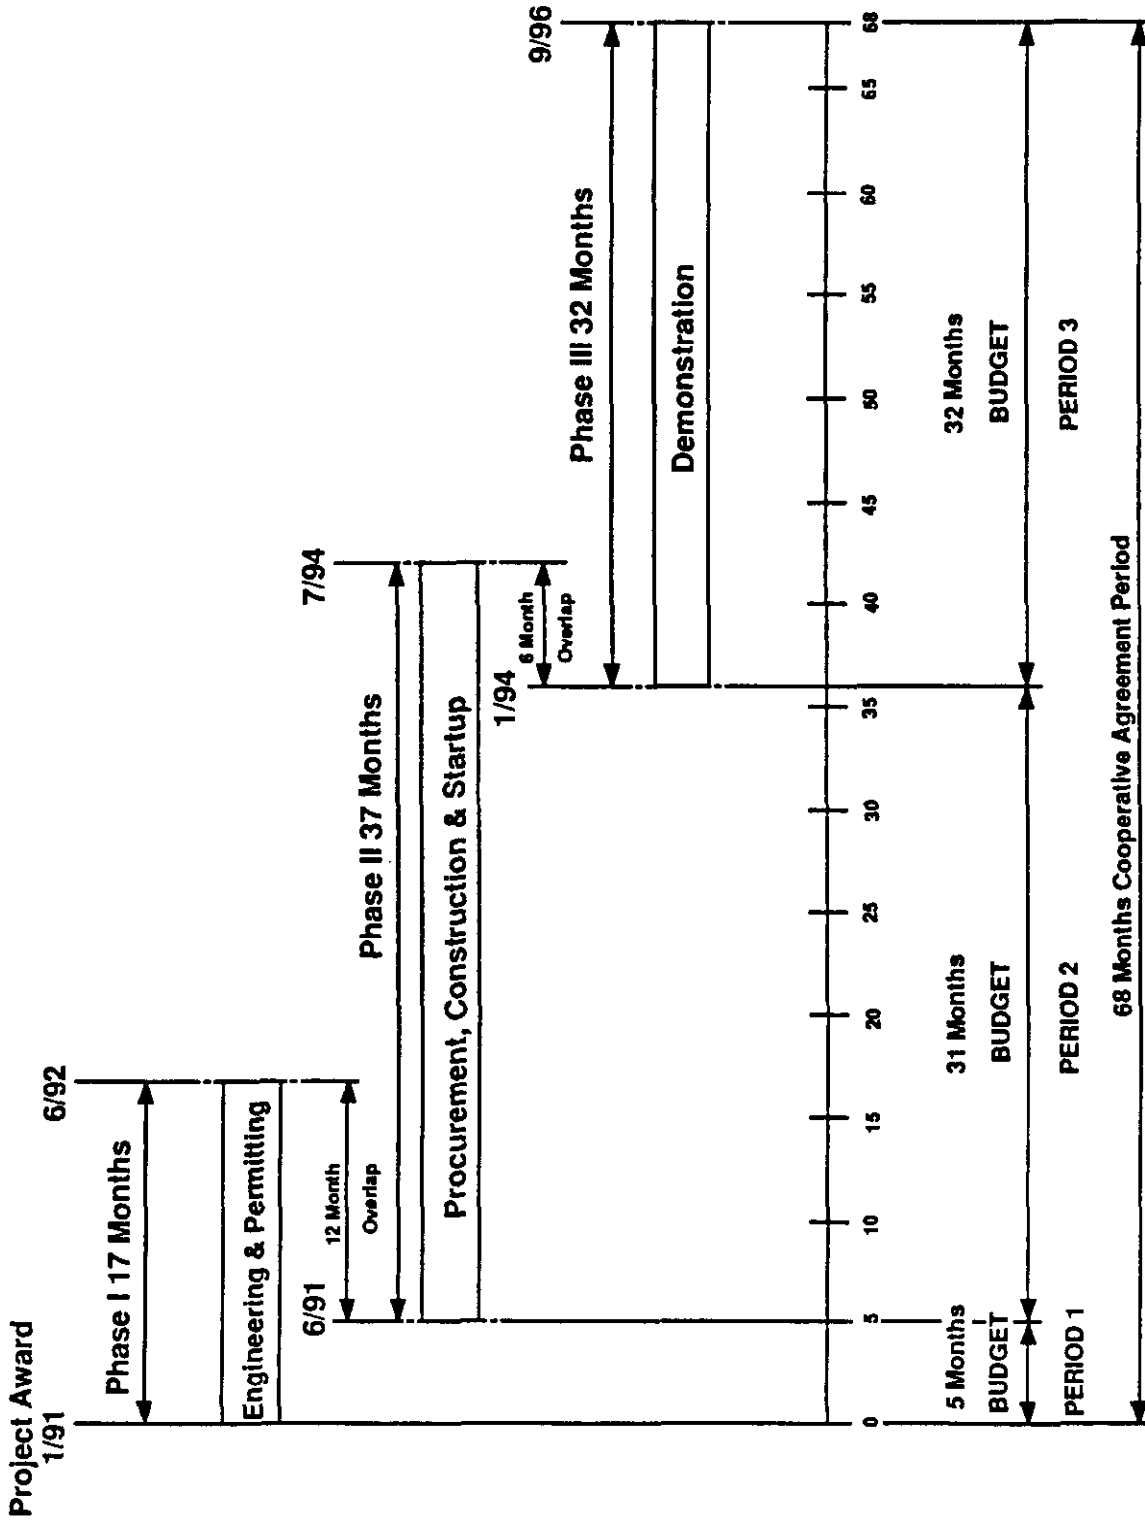 Project Award
1/91
6/92
Phase I 17 Months
Engineering & Permitting
12 Month
Overlap
6/91
7/94
Phase II 37 Months
Procurement, Construction & Startup
1/94
6 Month
Overlap
9/96
Phase III 32 Months
Demonstration
0 5 10 15 20 25 30 35 40 45 50 55 60 65 68
5 Months
BUDGET
PERIOD 1
31 Months
BUDGET
PERIOD 2
32 Months
BUDGET
PERIOD 3
68 Months Cooperative Agreement Period